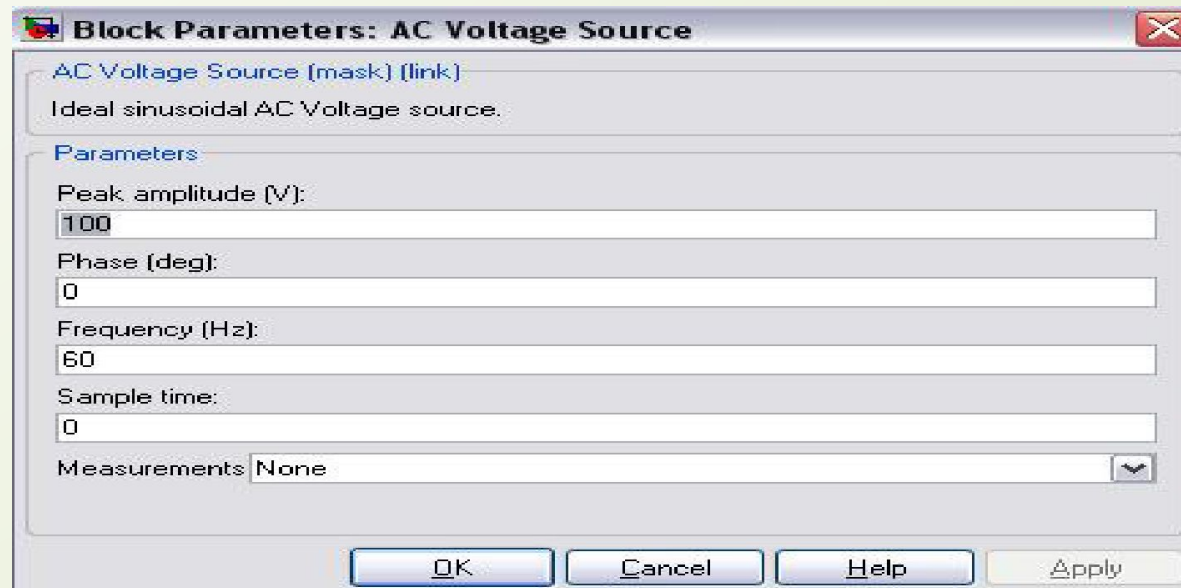 Block Parameters: AC Voltage Source
AC Voltage Source (mask) (link)
Ideal sinusoidal AC Voltage source.
Parameters
Peak amplitude (V):
100
Phase (deg):
0
Frequency (Hz):
60
Sample time:
0
Measurements None
OK Cancel Help Apply